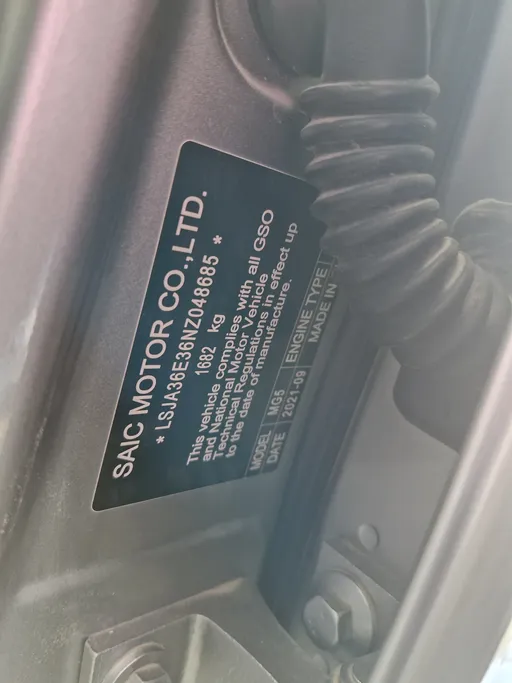 SAIC MOTOR CO.,LTD.
* LSJA36E36NZ048685 *
1682 kg
This vehicle complies with all GSO
and National Motor Vehicle
Technical Regulations in effect up
to the date of manufacture.
MODEL MG5 ENGINE TYPE
DATE 2021-09 MADE IN